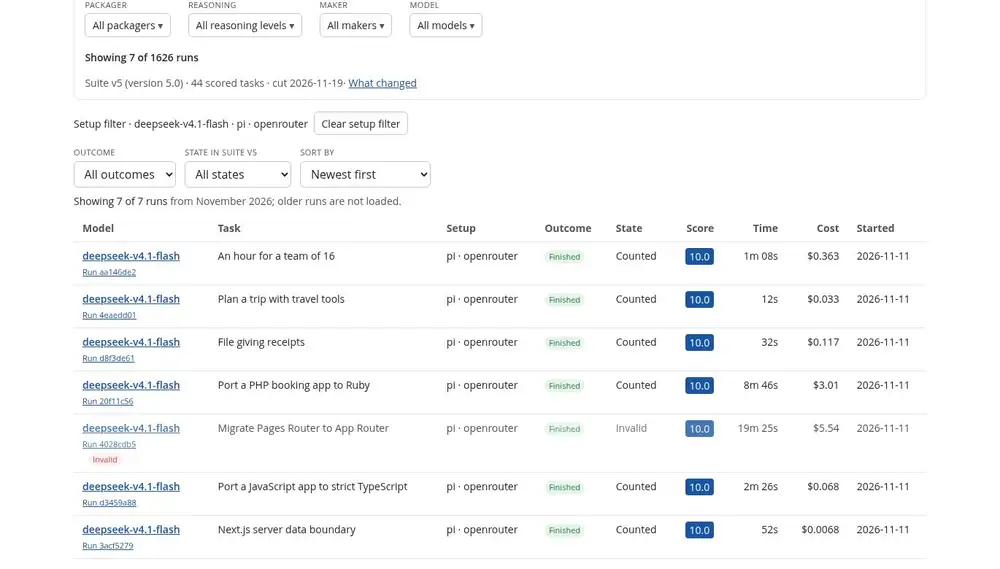 PACKAGER REASONING MAKER MODEL
All packagers ▾ All reasoning levels ▾ All makers ▾ All models ▾
Showing 7 of 1626 runs
Suite v5 (version 5.0) · 44 scored tasks · cut 2026-11-19· What changed
Setup filter · deepseek-v4.1-flash · pi · openrouter Clear setup filter
OUTCOME STATE IN SUITE V5 SORT BY
All outcomes All states Newest first
Showing 7 of 7 runs from November 2026; older runs are not loaded.
Model Task Setup Outcome State Score Time Cost Started
deepseek-v4.1-flash An hour for a team of 16 pi · openrouter Finished Counted 10.0 1m 08s $0.363 2026-11-11
Run aa146de2
deepseek-v4.1-flash Plan a trip with travel tools pi · openrouter Finished Counted 10.0 12s $0.033 2026-11-11
Run 4eaedd01
deepseek-v4.1-flash File giving receipts pi · openrouter Finished Counted 10.0 32s $0.117 2026-11-11
Run d8f3de61
deepseek-v4.1-flash Port a PHP booking app to Ruby pi · openrouter Finished Counted 10.0 8m 46s $3.01 2026-11-11
Run 20f11c56
deepseek-v4.1-flash Migrate Pages Router to App Router pi · openrouter Finished Invalid 10.0 19m 25s $5.54 2026-11-11
Run 4028cdb5
Invalid
deepseek-v4.1-flash Port a JavaScript app to strict TypeScript pi · openrouter Finished Counted 10.0 2m 26s $0.068 2026-11-11
Run d3459a88
deepseek-v4.1-flash Next.js server data boundary pi · openrouter Finished Counted 10.0 52s $0.0068 2026-11-11
Run 3acf5279